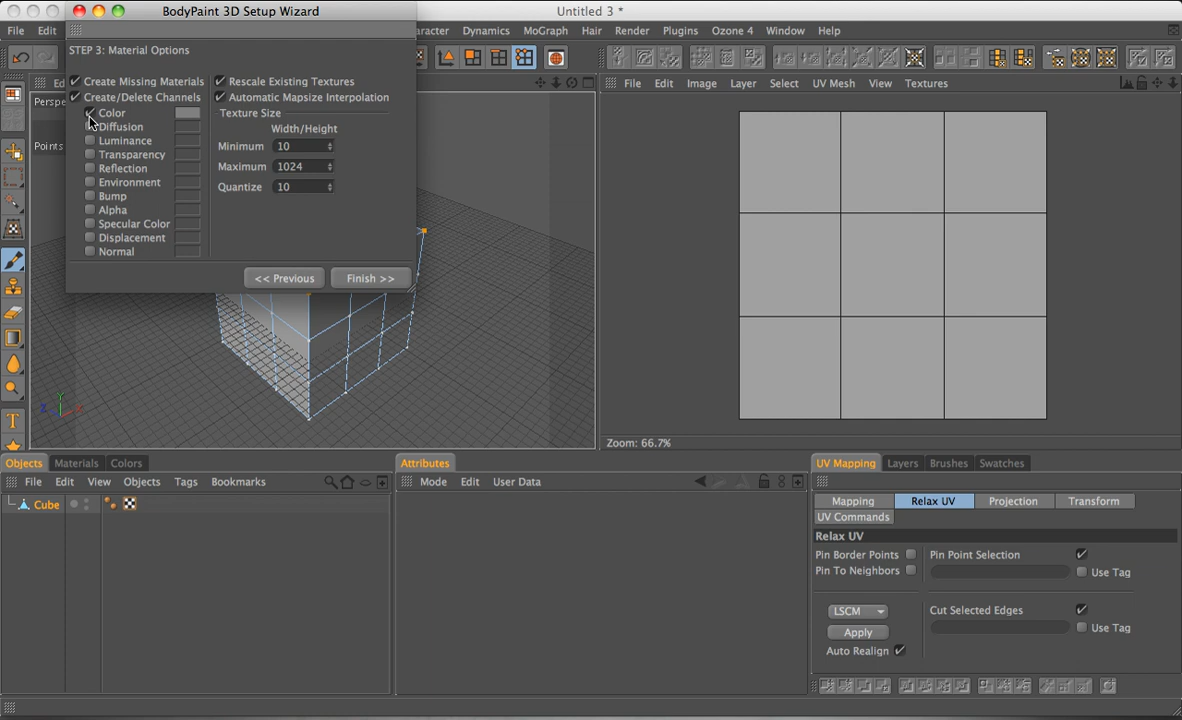 BodyPaint 3D Setup Wizard
Untitled 3 *
File Edit
aracter Dynamics MoGraph Hair Render Plugins Ozone 4 Window Help
STEP 3: Material Options
Create Missing Materials
Rescale Existing Textures
Create/Delete Channels
Automatic Mapsize Interpolation
Color
Texture Size
Diffusion
Width/Height
Luminance
Minimum 10
Transparency
Maximum 1024
Reflection
Environment
Quantize 10
Bump
Alpha
Specular Color
Displacement
Normal
<< Previous
Finish >>
Ed
Perspe
Points
File Edit Image Layer Select UV Mesh View Textures
Zoom: 66.7%
Y
Z
X
Objects Materials Colors
File Edit View Objects Tags Bookmarks
Cube
Attributes
Mode Edit User Data
UV Mapping Layers Brushes Swatches
Mapping Relax UV Projection Transform
UV Commands
Relax UV
Pin Border Points
Pin Point Selection
Pin To Neighbors
Use Tag
LSCM
Cut Selected Edges
Apply
Use Tag
Auto Realign
T